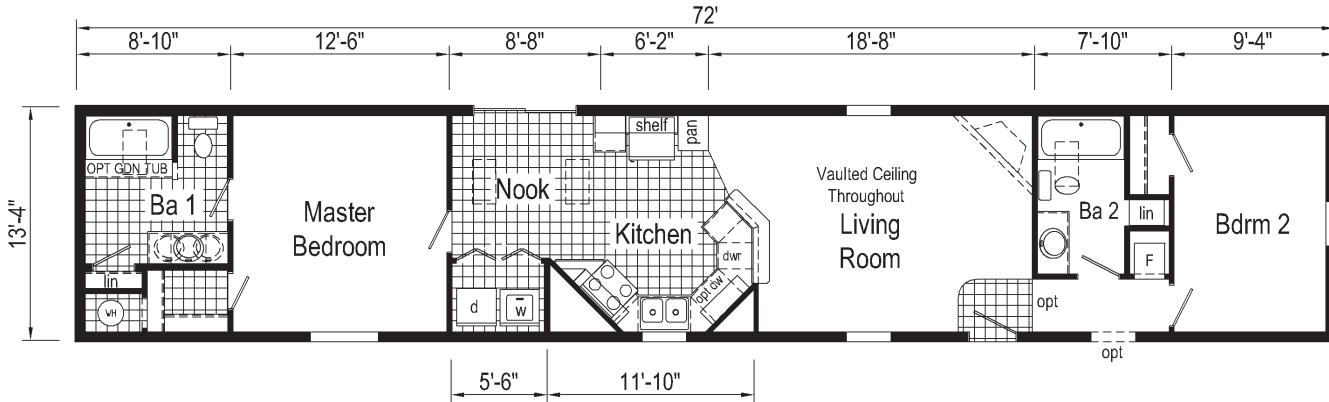 72'
8'-10"
12'-6"
8'-8"
6'-2"
18'-8"
7'-10"
9'-4"
13'-4"
OPT GDN TUB
Ba 1
lin
WH
Master
Bedroom
Nook
shelf
pan
Kitchen
dwr
opt dw
d
w
Vaulted Ceiling
Throughout
Living
Room
opt
Ba 2
lin
F
Bdrm 2
opt
5'-6"
11'-10"